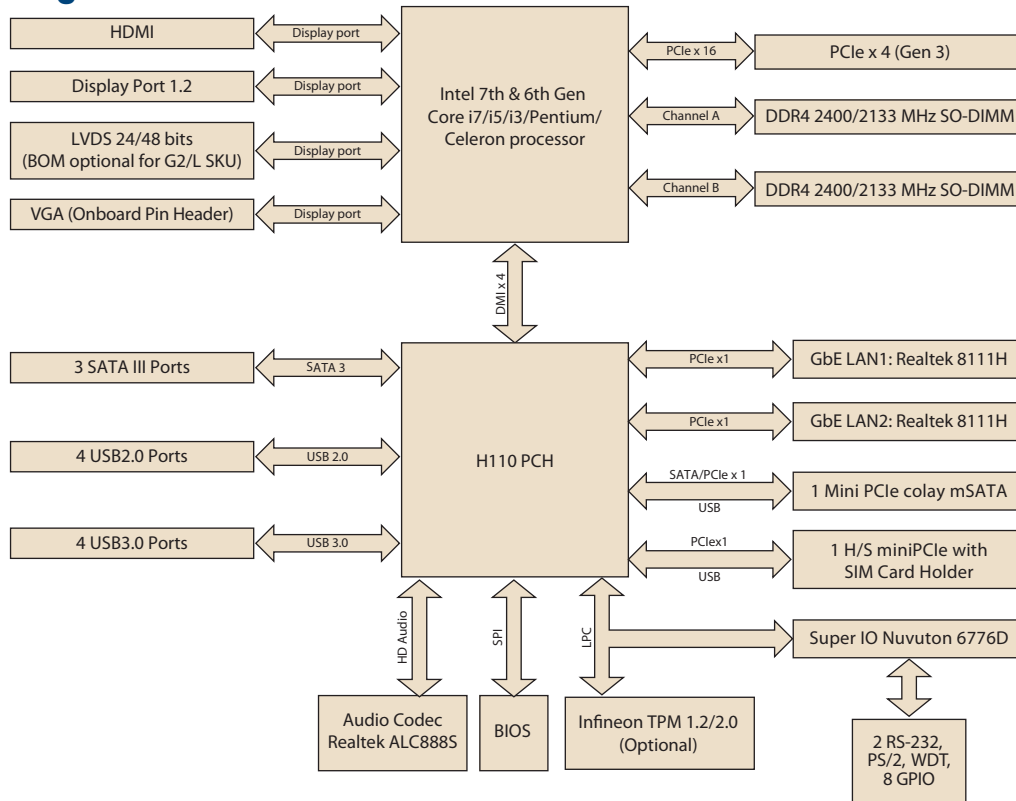 HDMI
Display port
Display Port 1.2
Display port
LVDS 24/48 bits
(BOM optional for G2/L SKU)
Display port
VGA (Onboard Pin Header)
Display port
Intel 7th & 6th Gen
Core i7/i5/i3/Pentium/
Celeron processor
PCIe x 16
PCIe x 4 (Gen 3)
Channel A
DDR4 2400/2133 MHz SO-DIMM
Channel B
DDR4 2400/2133 MHz SO-DIMM
DMI x 4
3 SATA III Ports
SATA 3
4 USB2.0 Ports
USB 2.0
4 USB3.0 Ports
USB 3.0
H110 PCH
PCIe x1
GbE LAN1: Realtek 8111H
PCIe x1
GbE LAN2: Realtek 8111H
SATA/PCIe x 1
USB
1 Mini PCIe colay mSATA
PCIex1
USB
1 H/S miniPCIe with
SIM Card Holder
HD Audio
SPI
LPC
Super IO Nuvuton 6776D
Audio Codec
Realtek ALC888S
BIOS
Infineon TPM 1.2/2.0
(Optional)
2 RS-232,
PS/2, WDT,
8 GPIO